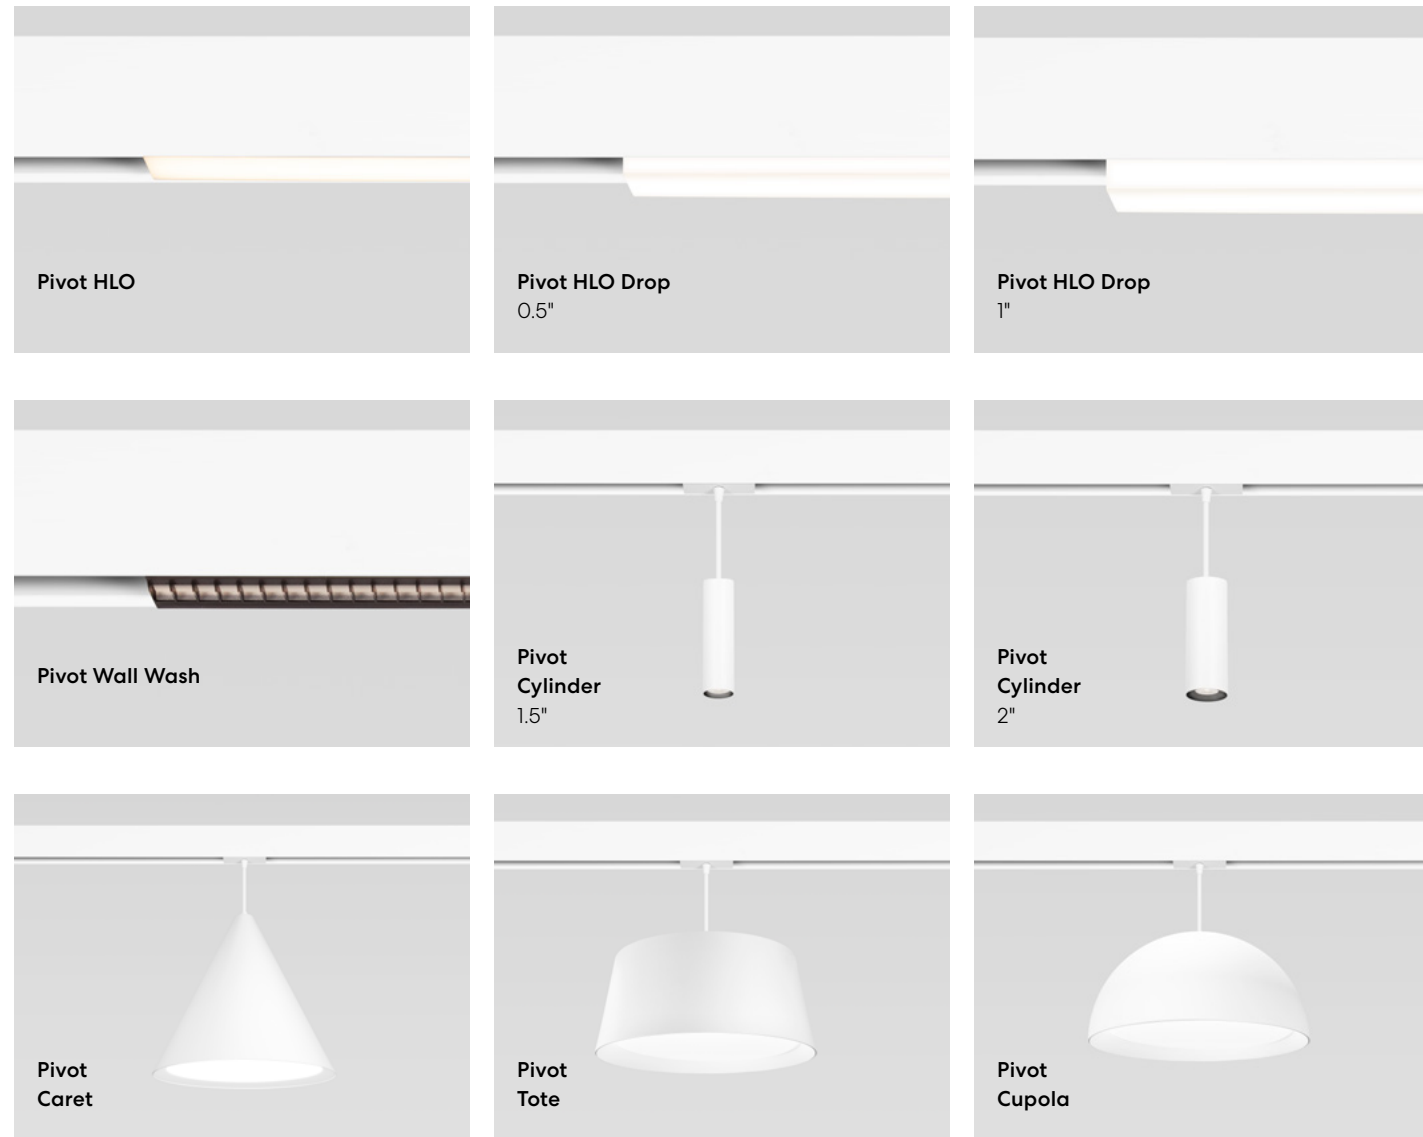 Pivot HLO
Pivot HLO Drop
0.5"
Pivot HLO Drop
1"
Pivot Wall Wash
Pivot
Cylinder
1.5"
Pivot
Cylinder
2"
Pivot
Caret
Pivot
Tote
Pivot
Cupola